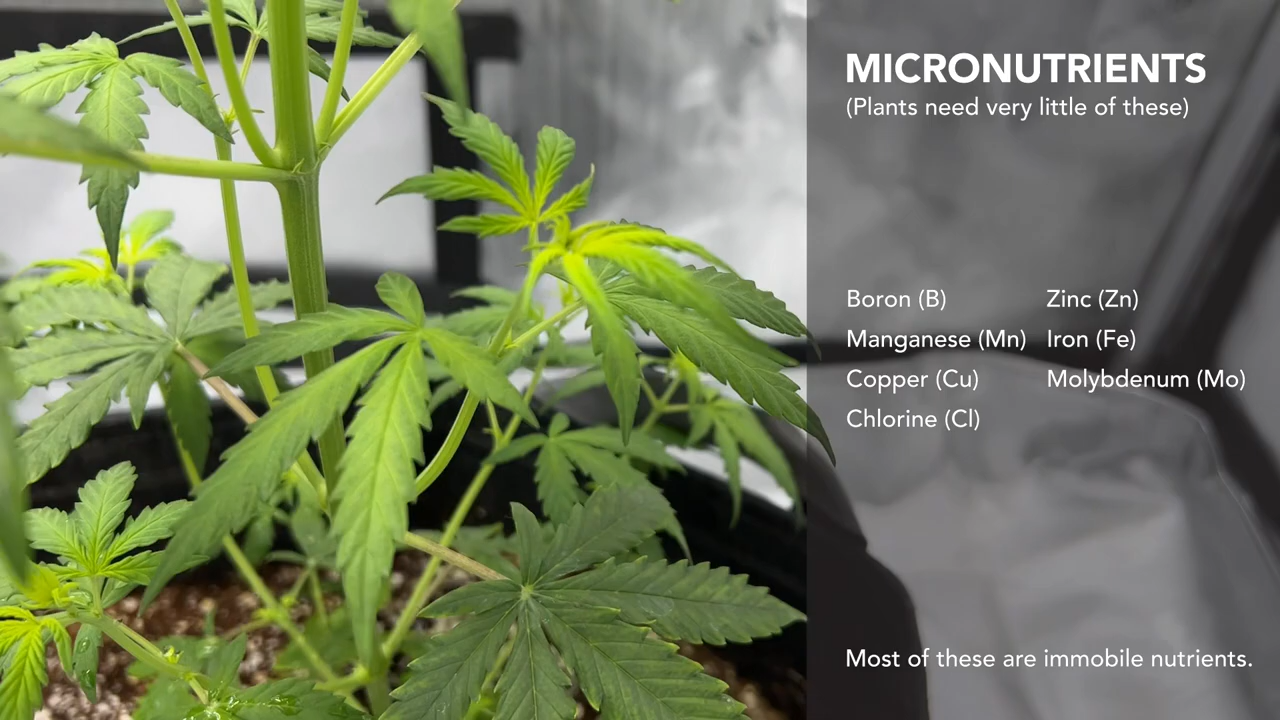 MICRONUTRIENTS
(Plants need very little of these)
Boron (B)
Manganese (Mn)
Copper (Cu)
Chlorine (Cl)
Zinc (Zn)
Iron (Fe)
Molybdenum (Mo)
Most of these are immobile nutrients.